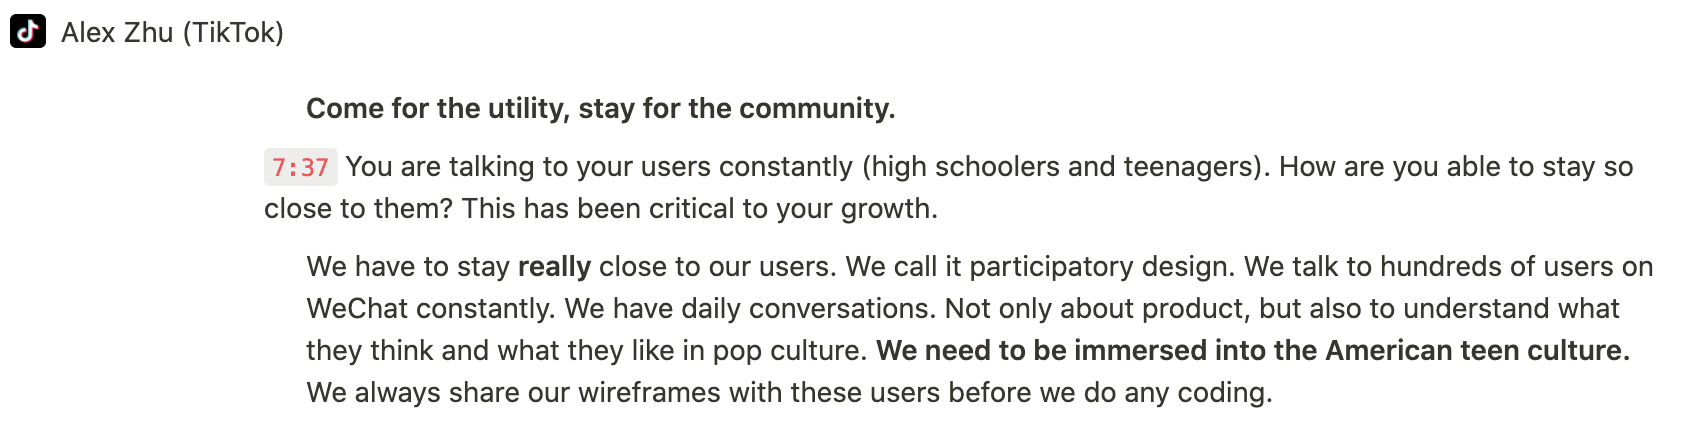 Alex Zhu (TikTok)
Come for the utility, stay for the community.
7:37 You are talking to your users constantly (high schoolers and teenagers). How are you able to stay so
close to them? This has been critical to your growth.
We have to stay really close to our users. We call it participatory design. We talk to hundreds of users on
WeChat constantly. We have daily conversations. Not only about product, but also to understand what
they think and what they like in pop culture. We need to be immersed into the American teen culture.
We always share our wireframes with these users before we do any coding.